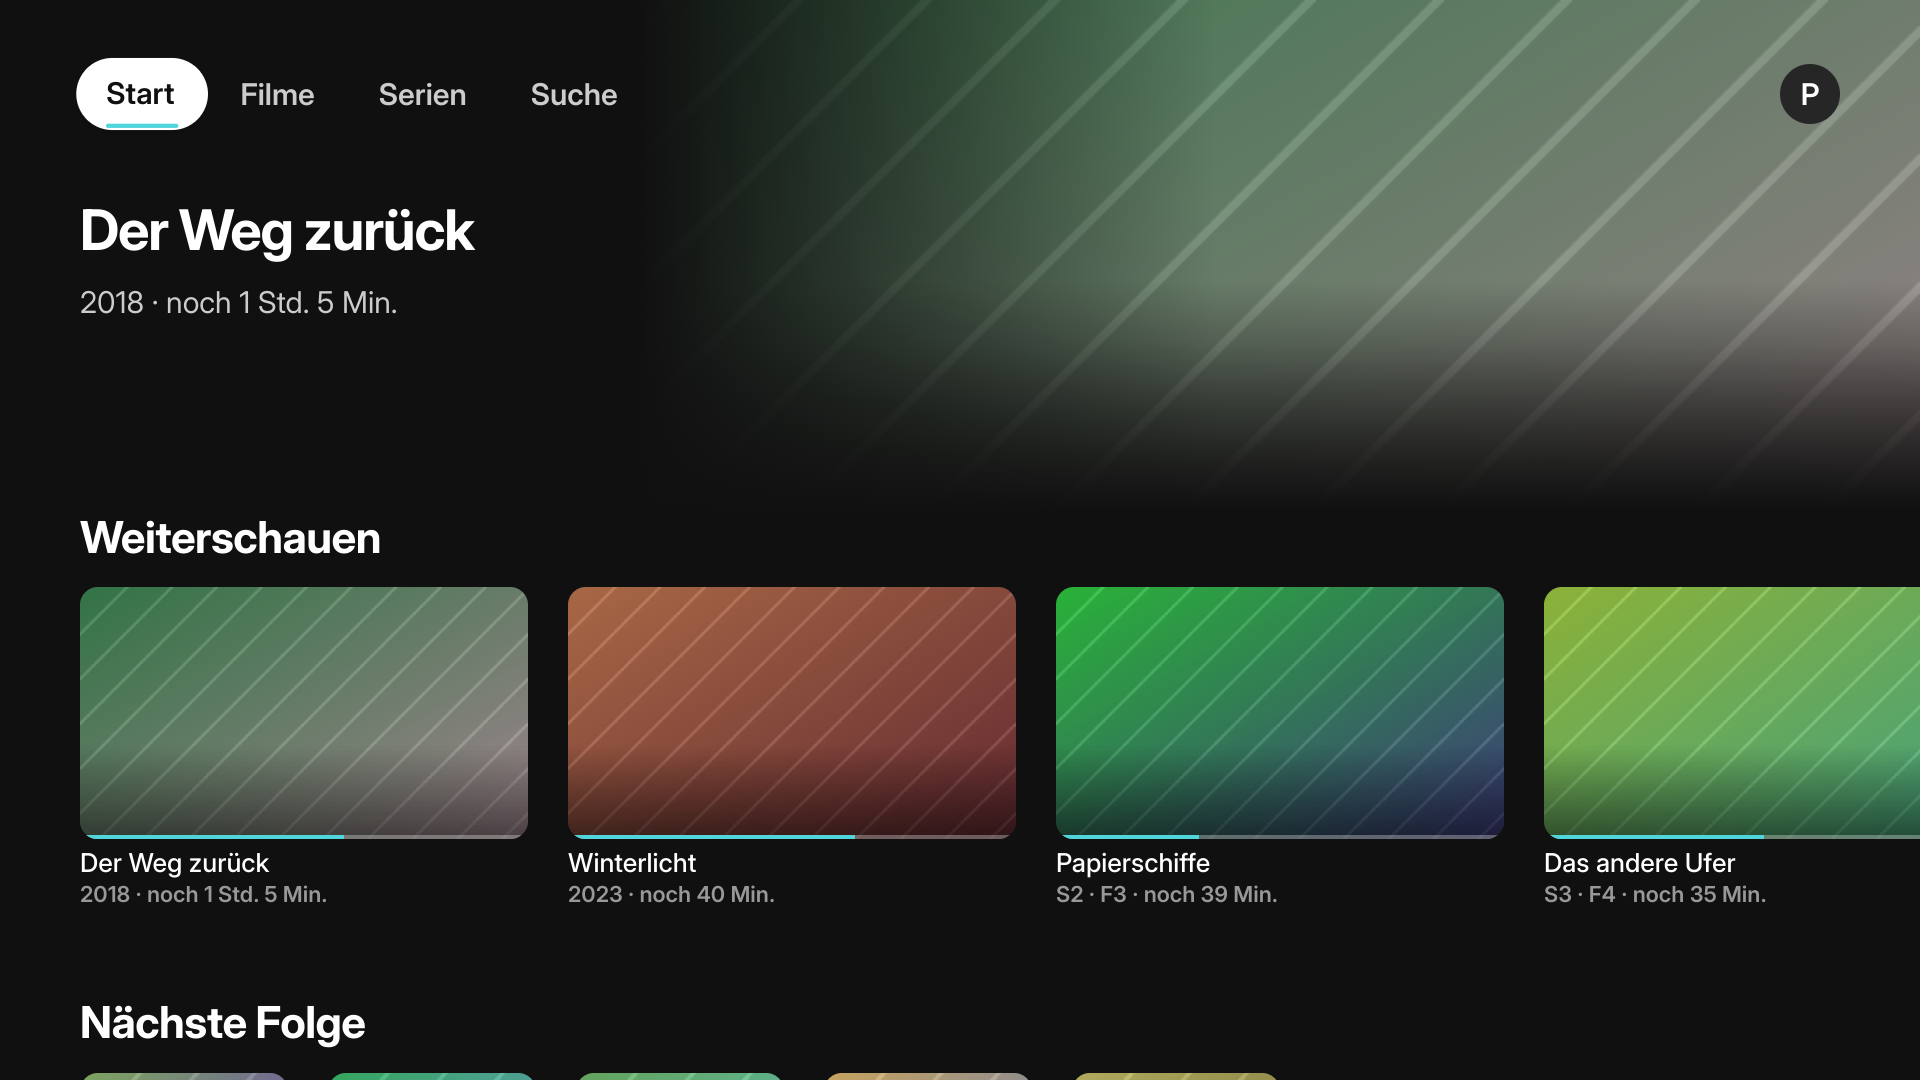 Start
Filme
Serien
Suche
P
Der Weg zurück
2018 · noch 1 Std. 5 Min.
Weiterschauen
Der Weg zurück
2018 · noch 1 Std. 5 Min.
Winterlicht
2023 · noch 40 Min.
Papierschiffe
S2 · F3 · noch 39 Min.
Das andere Ufer
S3 · F4 · noch 35 Min.
Nächste Folge